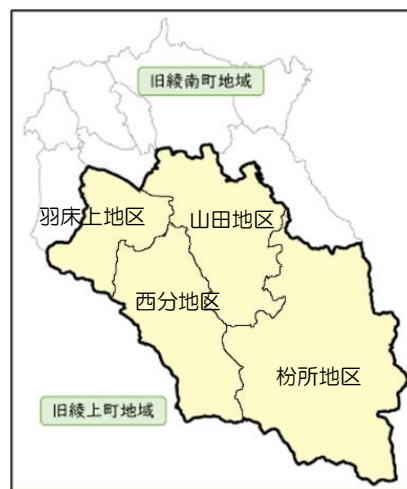 旧綾南町地域
羽床上地区
山田地区
西分地区
枌所地区
旧綾上町地域